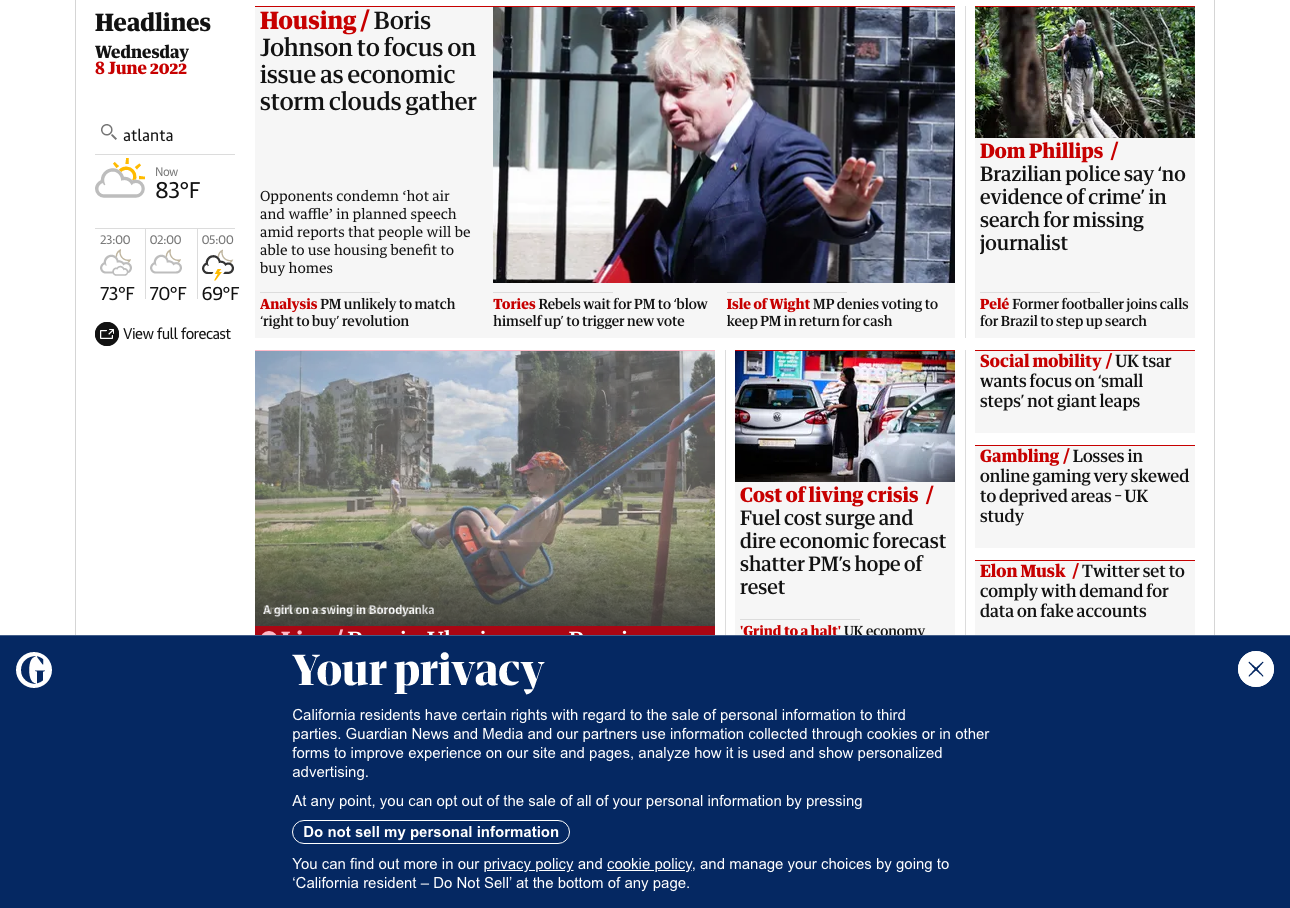 Headlines
Wednesday
8 June 2022
atlanta
Now
83°F
23:00
02:00
05:00
73°F
70°F
69°F
View full forecast
Housing / Boris
Johnson to focus on
issue as economic
storm clouds gather
Opponents condemn ‘hot air
and waffle’ in planned speech
amid reports that people will be
able to use housing benefit to
buy homes
Analysis PM unlikely to match
‘right to buy’ revolution
Tories Rebels wait for PM to ‘blow
himself up’ to trigger new vote
Isle of Wight MP denies voting to
keep PM in return for cash
Dom Phillips /
Brazilian police say ‘no
evidence of crime’ in
search for missing
journalist
Pelé Former footballer joins calls
for Brazil to step up search
A girl on a swing in Borodyanka
Cost of living crisis /
Fuel cost surge and
dire economic forecast
shatter PM’s hope of
reset
'Grind to a halt' UK economy
Social mobility / UK tsar
wants focus on ‘small
steps’ not giant leaps
Gambling / Losses in
online gaming very skewed
to deprived areas – UK
study
Elon Musk / Twitter set to
comply with demand for
data on fake accounts
Your privacy
California residents have certain rights with regard to the sale of personal information to third
parties. Guardian News and Media and our partners use information collected through cookies or in other
forms to improve experience on our site and pages, analyze how it is used and show personalized
advertising.
At any point, you can opt out of the sale of all of your personal information by pressing
Do not sell my personal information
You can find out more in our privacy policy and cookie policy, and manage your choices by going to
‘California resident – Do Not Sell’ at the bottom of any page.